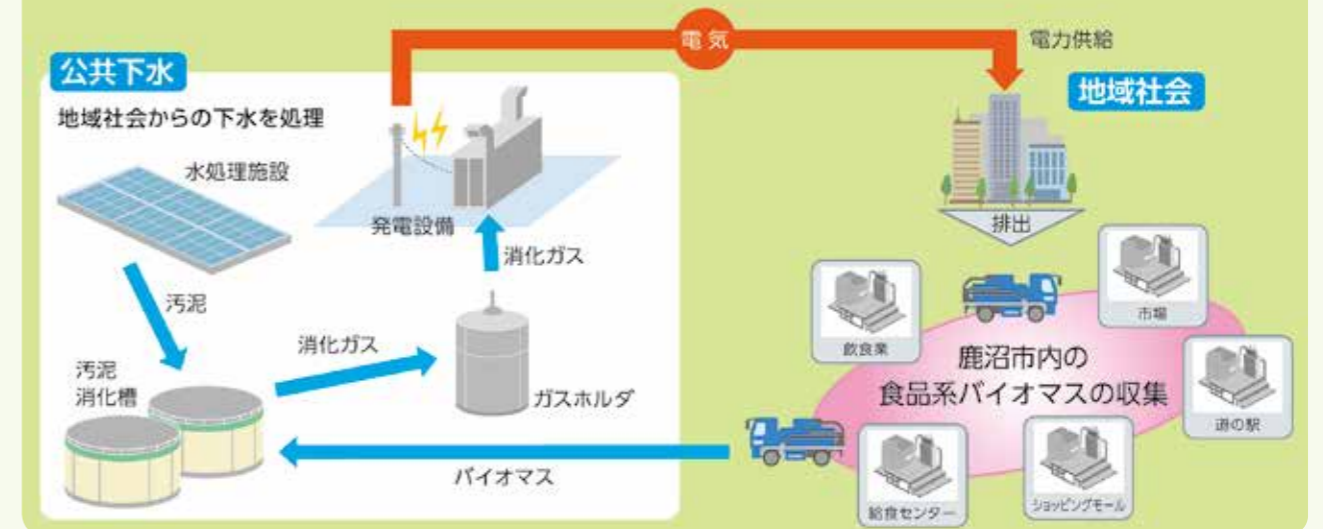 電気
電力供給
公共下水
地域社会
地域社会からの下水を処理
水処理施設
発電設備
排出
消化ガス
汚泥
市場
飲食業
消化ガス
鹿沼市内の
食品系バイオマスの収集
汚泥
消化槽
ガスホルダ
道の駅
バイオマス
給食センター
ショッピングモール